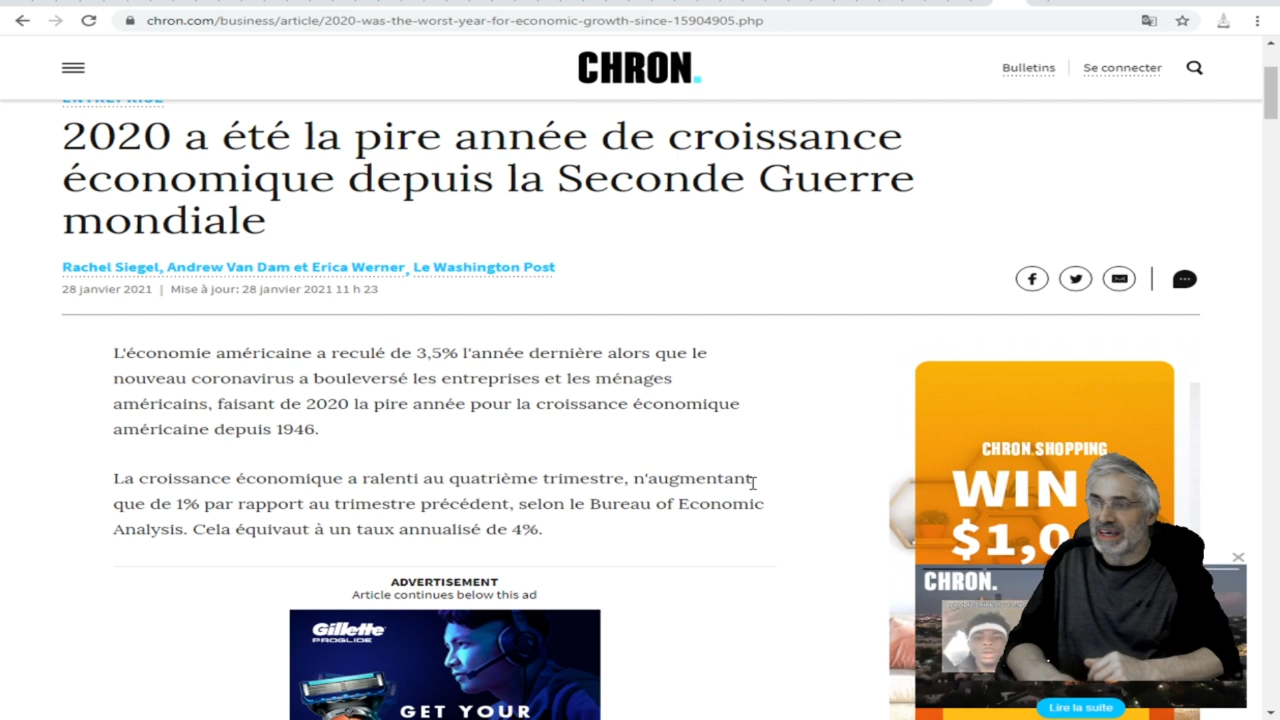 chron.com/business/article/2020-was-the-worst-year-for-economic-growth-since-15904905.php
CHRON.
Bulletins
Se connecter
ENTREPRISE
2020 a été la pire année de croissance
économique depuis la Seconde Guerre
mondiale
Rachel Siegel, Andrew Van Dam et Erica Werner, Le Washington Post
28 janvier 2021 | Mise à jour: 28 janvier 2021 11 h 23
L'économie américaine a reculé de 3,5% l'année dernière alors que le
nouveau coronavirus a bouleversé les entreprises et les ménages
américains, faisant de 2020 la pire année pour la croissance économique
américaine depuis 1946.
La croissance économique a ralenti au quatrième trimestre, n'augmentant
que de 1% par rapport au trimestre précédent, selon le Bureau of Economic
Analysis. Cela équivaut à un taux annualisé de 4%.
ADVERTISEMENT
Article continues below this ad
Gillette
PROGLIDE
GET YOUR
CHRON.SHOPPING
WIN
$1,0
CHRON.
Lire la suite